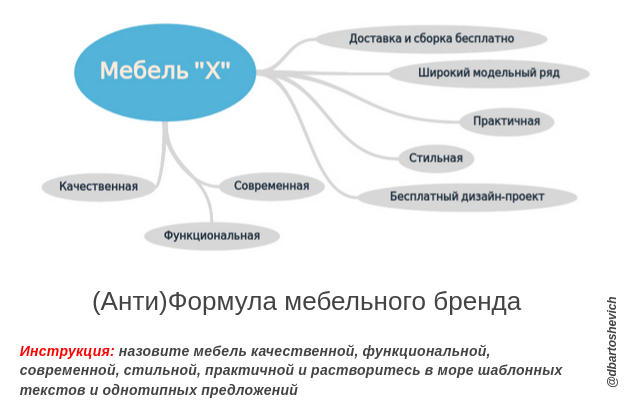 Мебель "Х"
Доставка и сборка бесплатно
Широкий модельный ряд
Практичная
Стильная
Бесплатный дизайн-проект
Качественная
Современная
Функциональная
(Анти)Формула мебельного бренда
Инструкция: назовите мебель качественной, функциональной,
современной, стильной, практичной и растворитесь в море шаблонных
текстов и однотипных предложений
@dbartoshevich